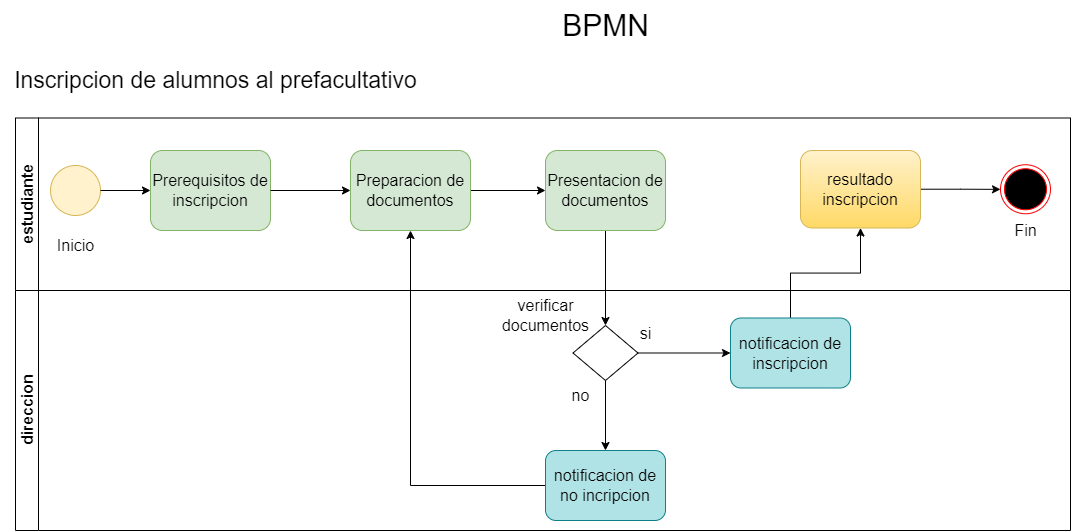 BPMN
Inscripcion de alumnos al prefacultativo
estudiante
Inicio
Prerequisitos de
inscripcion
Preparacion de
documentos
Presentacion de
documentos
resultado
inscripcion
Fin
direccion
verificar
documentos
si
no
notificacion de
inscripcion
notificacion de
no incripcion